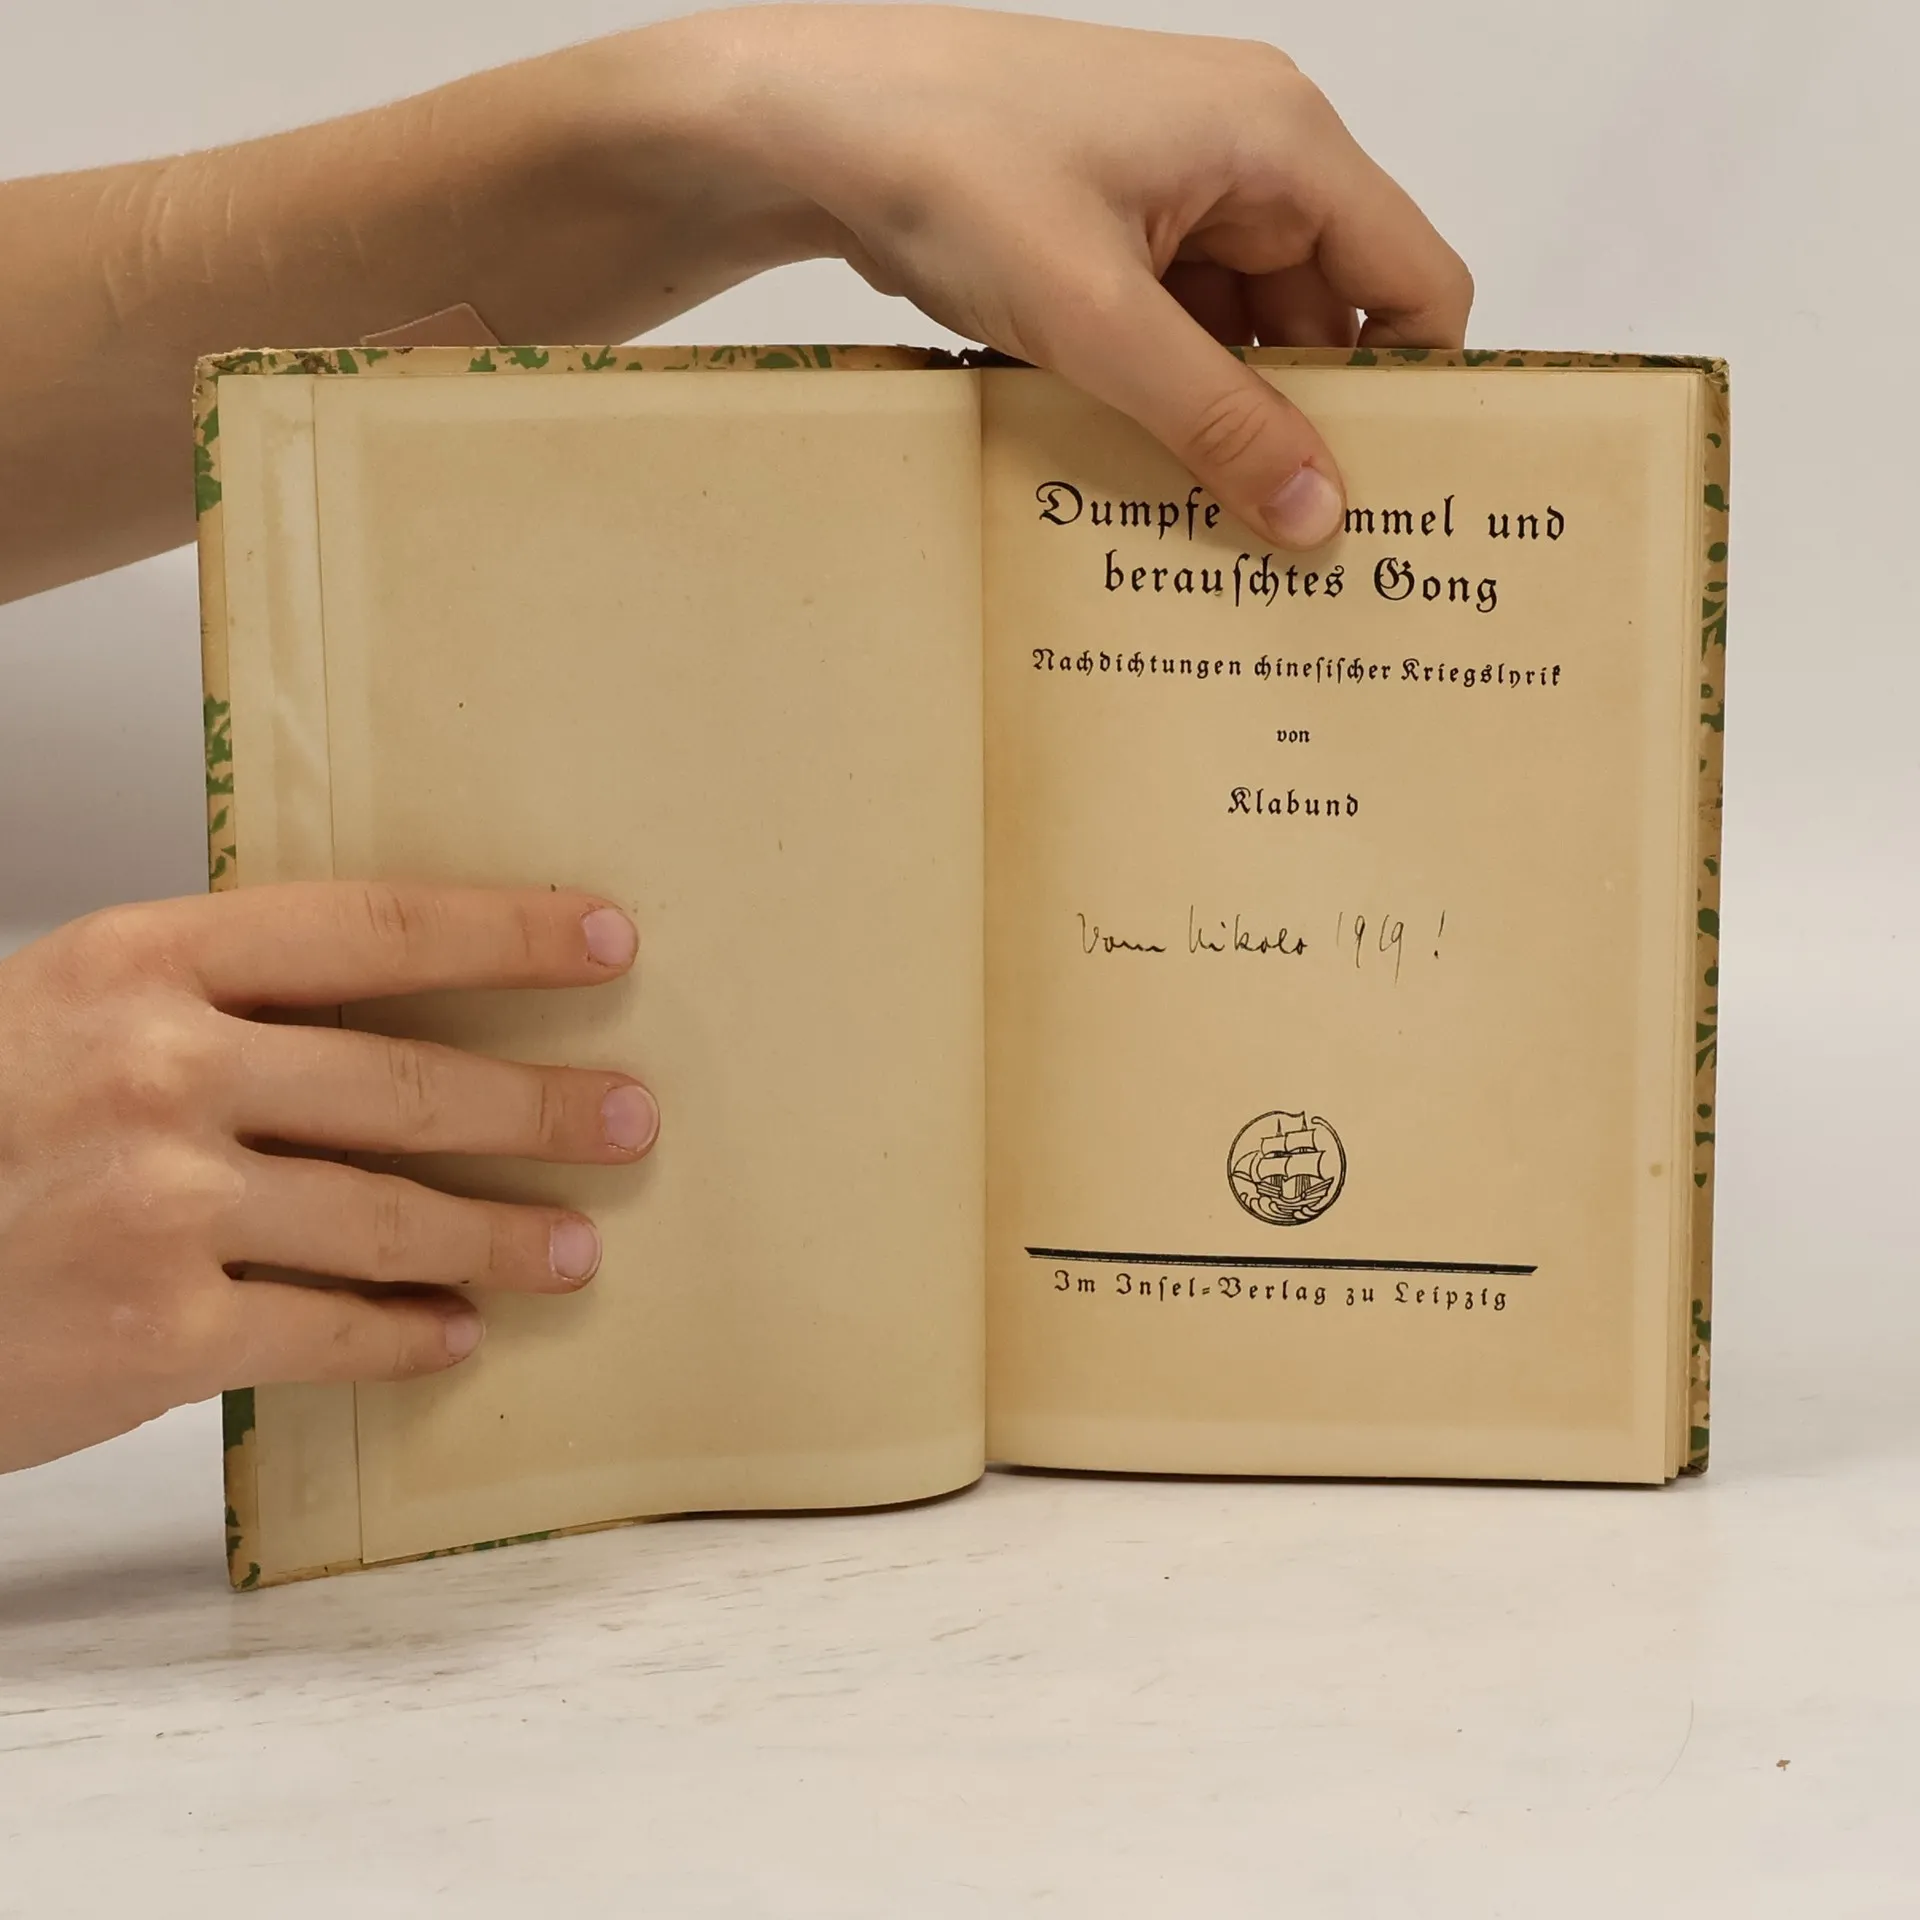 Dumpfe mmel und
berauſchtes Gong
Nachdichtungen chineſiſcher Kriegslyrik
von
Klabund
Vom Nikolo 1919!
Im Inſel-Verlag zu Leipzig